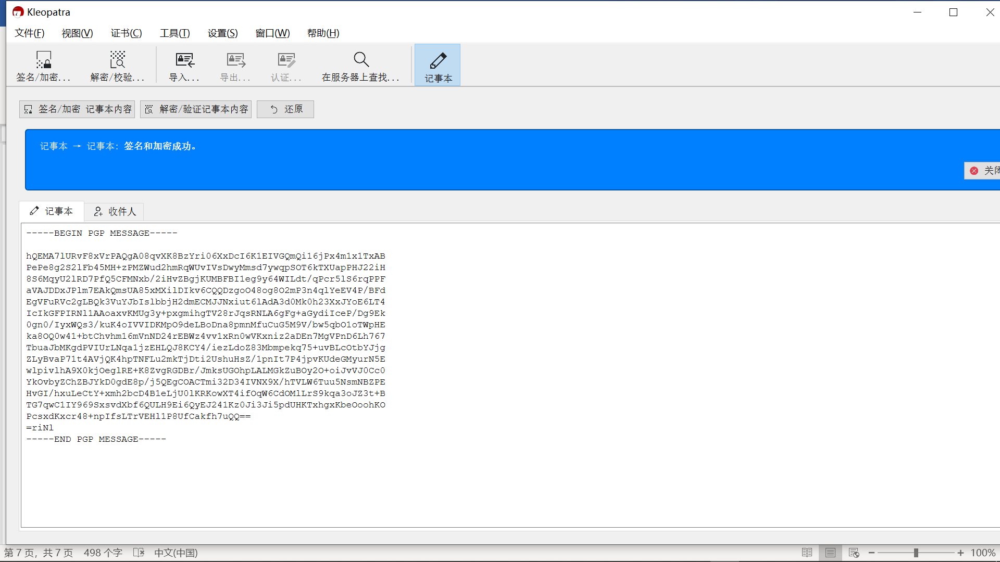 Kleopatra
文件(F) 视图(V) 证书(C) 工具(T) 设置(S) 窗口(W) 帮助(H)
签名/加密... 解密/校验... 导入... 导出... 认证... 在服务器上查找... 记事本
签名/加密 记事本内容 解密/验证记事本内容 还原
记事本 → 记事本: 签名和加密成功。
关闭
记事本 收件人
-----BEGIN PGP MESSAGE-----
hQEMA7lURvF8xVrPAQgA08qvXK8BzYri06XxDcI6K1EIVGQmQi16jPx4m1x1TxAB
PePe8g2S2lFb45MH+zPMZWud2hmRqWUvIVsDwyMmsd7ywqpSOT6kTXUapPHJ22iH
8S6MqyU2lRD7PfQ5CFMNxb/2iHvZBgjKUMBFBI1eg9y64WILdt/qPcr5lS6rqPPF
aVAJDDxJPlm7EAkQmsUA85xMXilDIkv6CQQDzgoO48og8O2mP3n4qlYeEV4P/BFd
EgVFuRVc2gLBQk3VuYJbIslbbjH2dmECMJJNxiut6lAdA3d0Mk0h23XxJYoE6LT4
IcIkGFPIRNl1AAoaxvKMUg3y+pxgmihgTV28rJqsRNLA6gFg+aGydiIceP/Dg9Ek
0gn0/IyxWQs3/kuK4oIVVIDKMpO9deLBoDna8pmnMfuCuG5M9V/bw5qbO1oTWpHE
ka8OQ0w41+btChvhm16mVnND24rEBWz4vv1xRn0wVKxniz2aDEn7MgVPnD6Lh767
TbuaJbMKgdPVIUrLNqa1jzEHLQJ8KCY4/iezLdoZ83Mbmpekq75+uvBLcOtbYJjg
ZLyBvaP71t4AVjQK4hpTNFLu2mkTjDti2UshuHsZ/1pnIt7P4jpvKUdeGMyurN5E
wlpivlhA9X0kjOeglRE+K8ZvgRGDBr/JmksUGOhpLALMGkZuBOy2O+oiJvVJ0Cc0
YkOvbyZChZBJYkD0gdE8p/j5QEgCOACTmi32D34IVNX9X/hTVLW6Tuu5NsmNBZPE
HvGI/hxuLeCtY+xmh2bcD4B1eLjU0lKRKowXT4ifOqW6CdOMlLrS9kqa3oJZ3t+B
TG7qwC1IY969SxsvdXbf6QULH9Ei6QyEJ241Kz0Ji3Ji5pdUHKTxhgxKbeOoohKO
PcsxdKxcr48+npIfsLTrVEHl1P8UfCakfh7uQQ==
=riNl
-----END PGP MESSAGE-----
第 7 页，共 7 页 498 个字 中文(中国) 100%